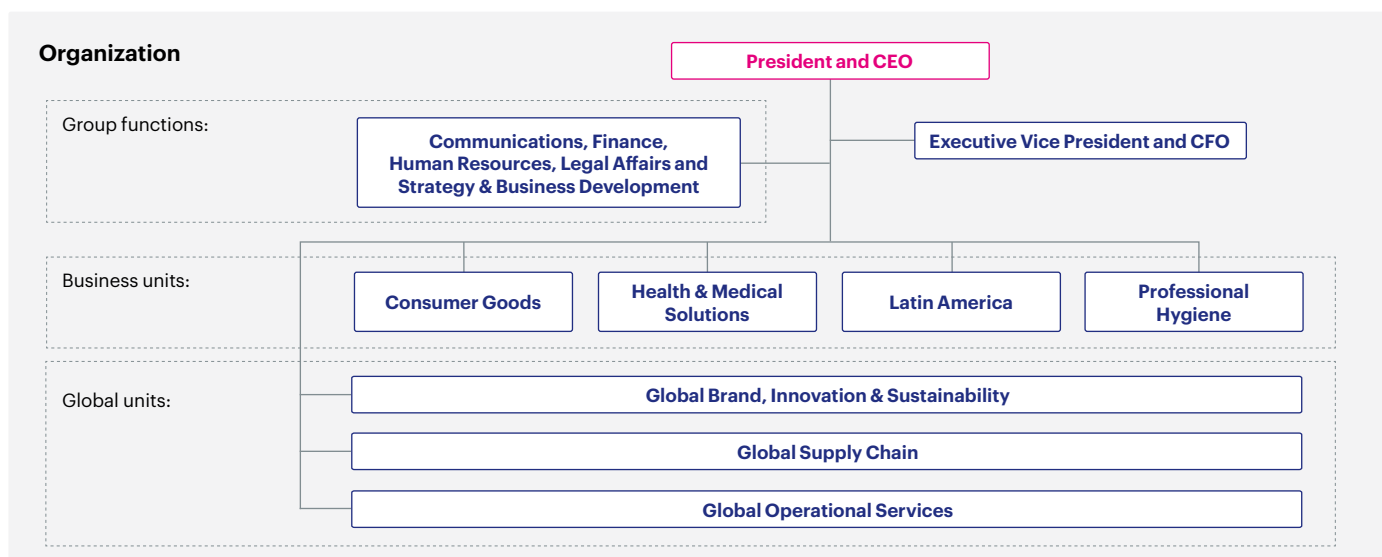 Organization
President and CEO
Group functions:
Communications, Finance,
Human Resources, Legal Affairs and
Strategy & Business Development
Executive Vice President and CFO
Business units:
Consumer Goods
Health & Medical
Solutions
Latin America
Professional
Hygiene
Global units:
Global Brand, Innovation & Sustainability
Global Supply Chain
Global Operational Services